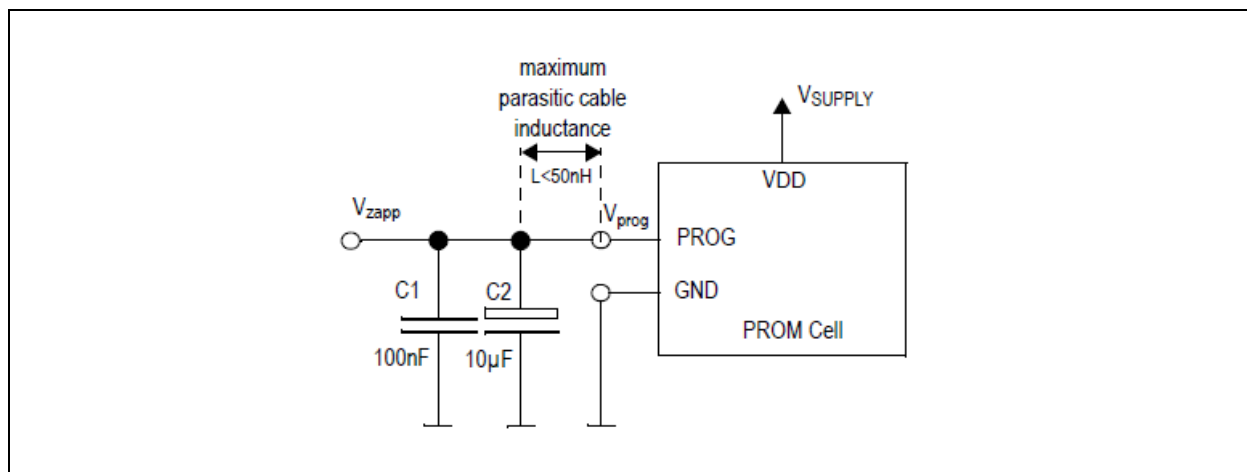 maximum
parasitic cable
inductance
L<50nH
VSUPPLY
VDD
Vzapp
Vprog
PROG
C1
C2
GND
100nF
10µF
PROM Cell